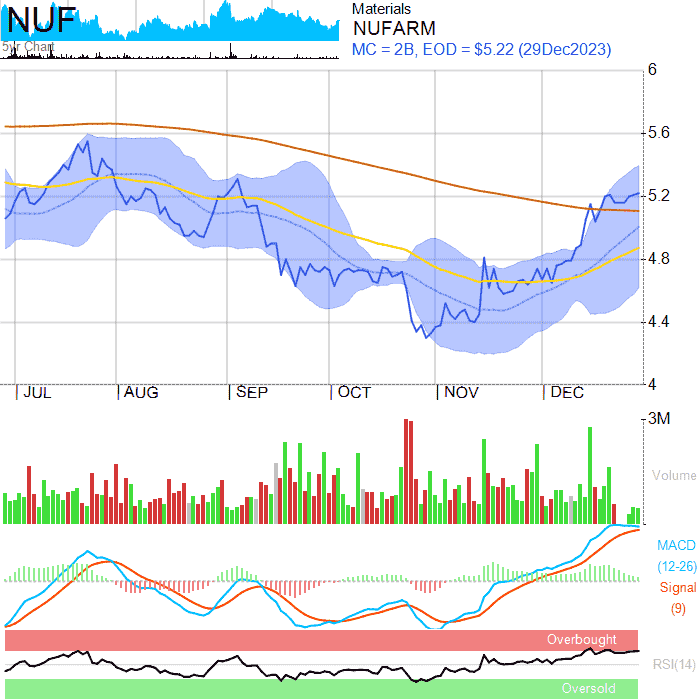 NUF
5yr Chart
Materials
NUFARM
MC = 2B, EOD = $5.22 (29Dec2023)
6
5.6
5.2
4.8
4.4
4
JUL AUG SEP OCT NOV DEC
3M
Volume
MACD
(12-26)
Signal
(9)
Overbought
RSI(14)
Oversold